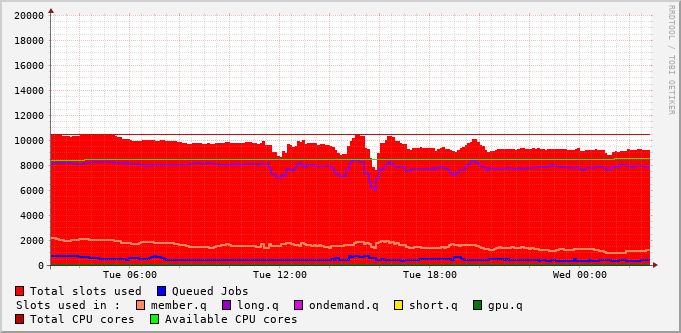 RRDTOOL / TOBI OETIKER
20000
18000
16000
14000
12000
10000
8000
6000
4000
2000
0
Tue 06:00 Tue 12:00 Tue 18:00 Wed 00:00
Total slots used Queued Jobs
Slots used in : member.q long.q ondemand.q short.q gpu.q
Total CPU cores Available CPU cores